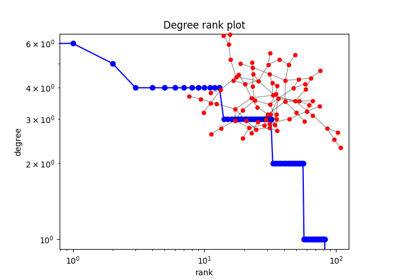 Degree rank plot
6 × 10⁰
4 × 10⁰
3 × 10⁰
2 × 10⁰
10⁰
degree
10⁰ 10¹ 10²
rank